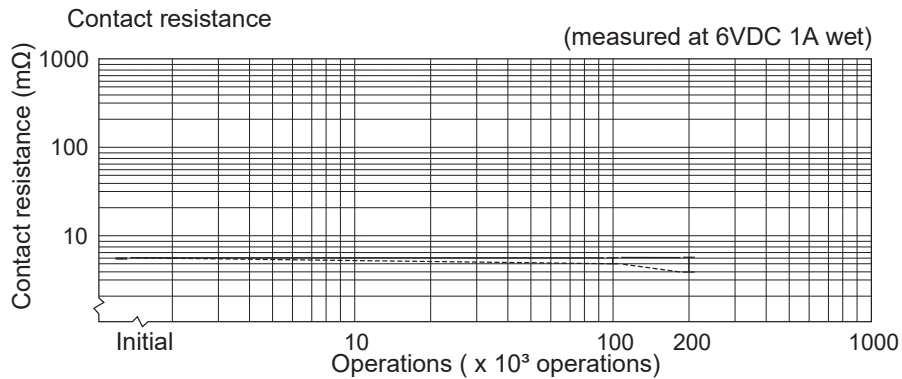 Contact resistance
(measured at 6VDC 1A wet)
Contact resistance (mΩ)
1000
100
10
Initial 10 100 200 1000
Operations ( x 10³ operations)